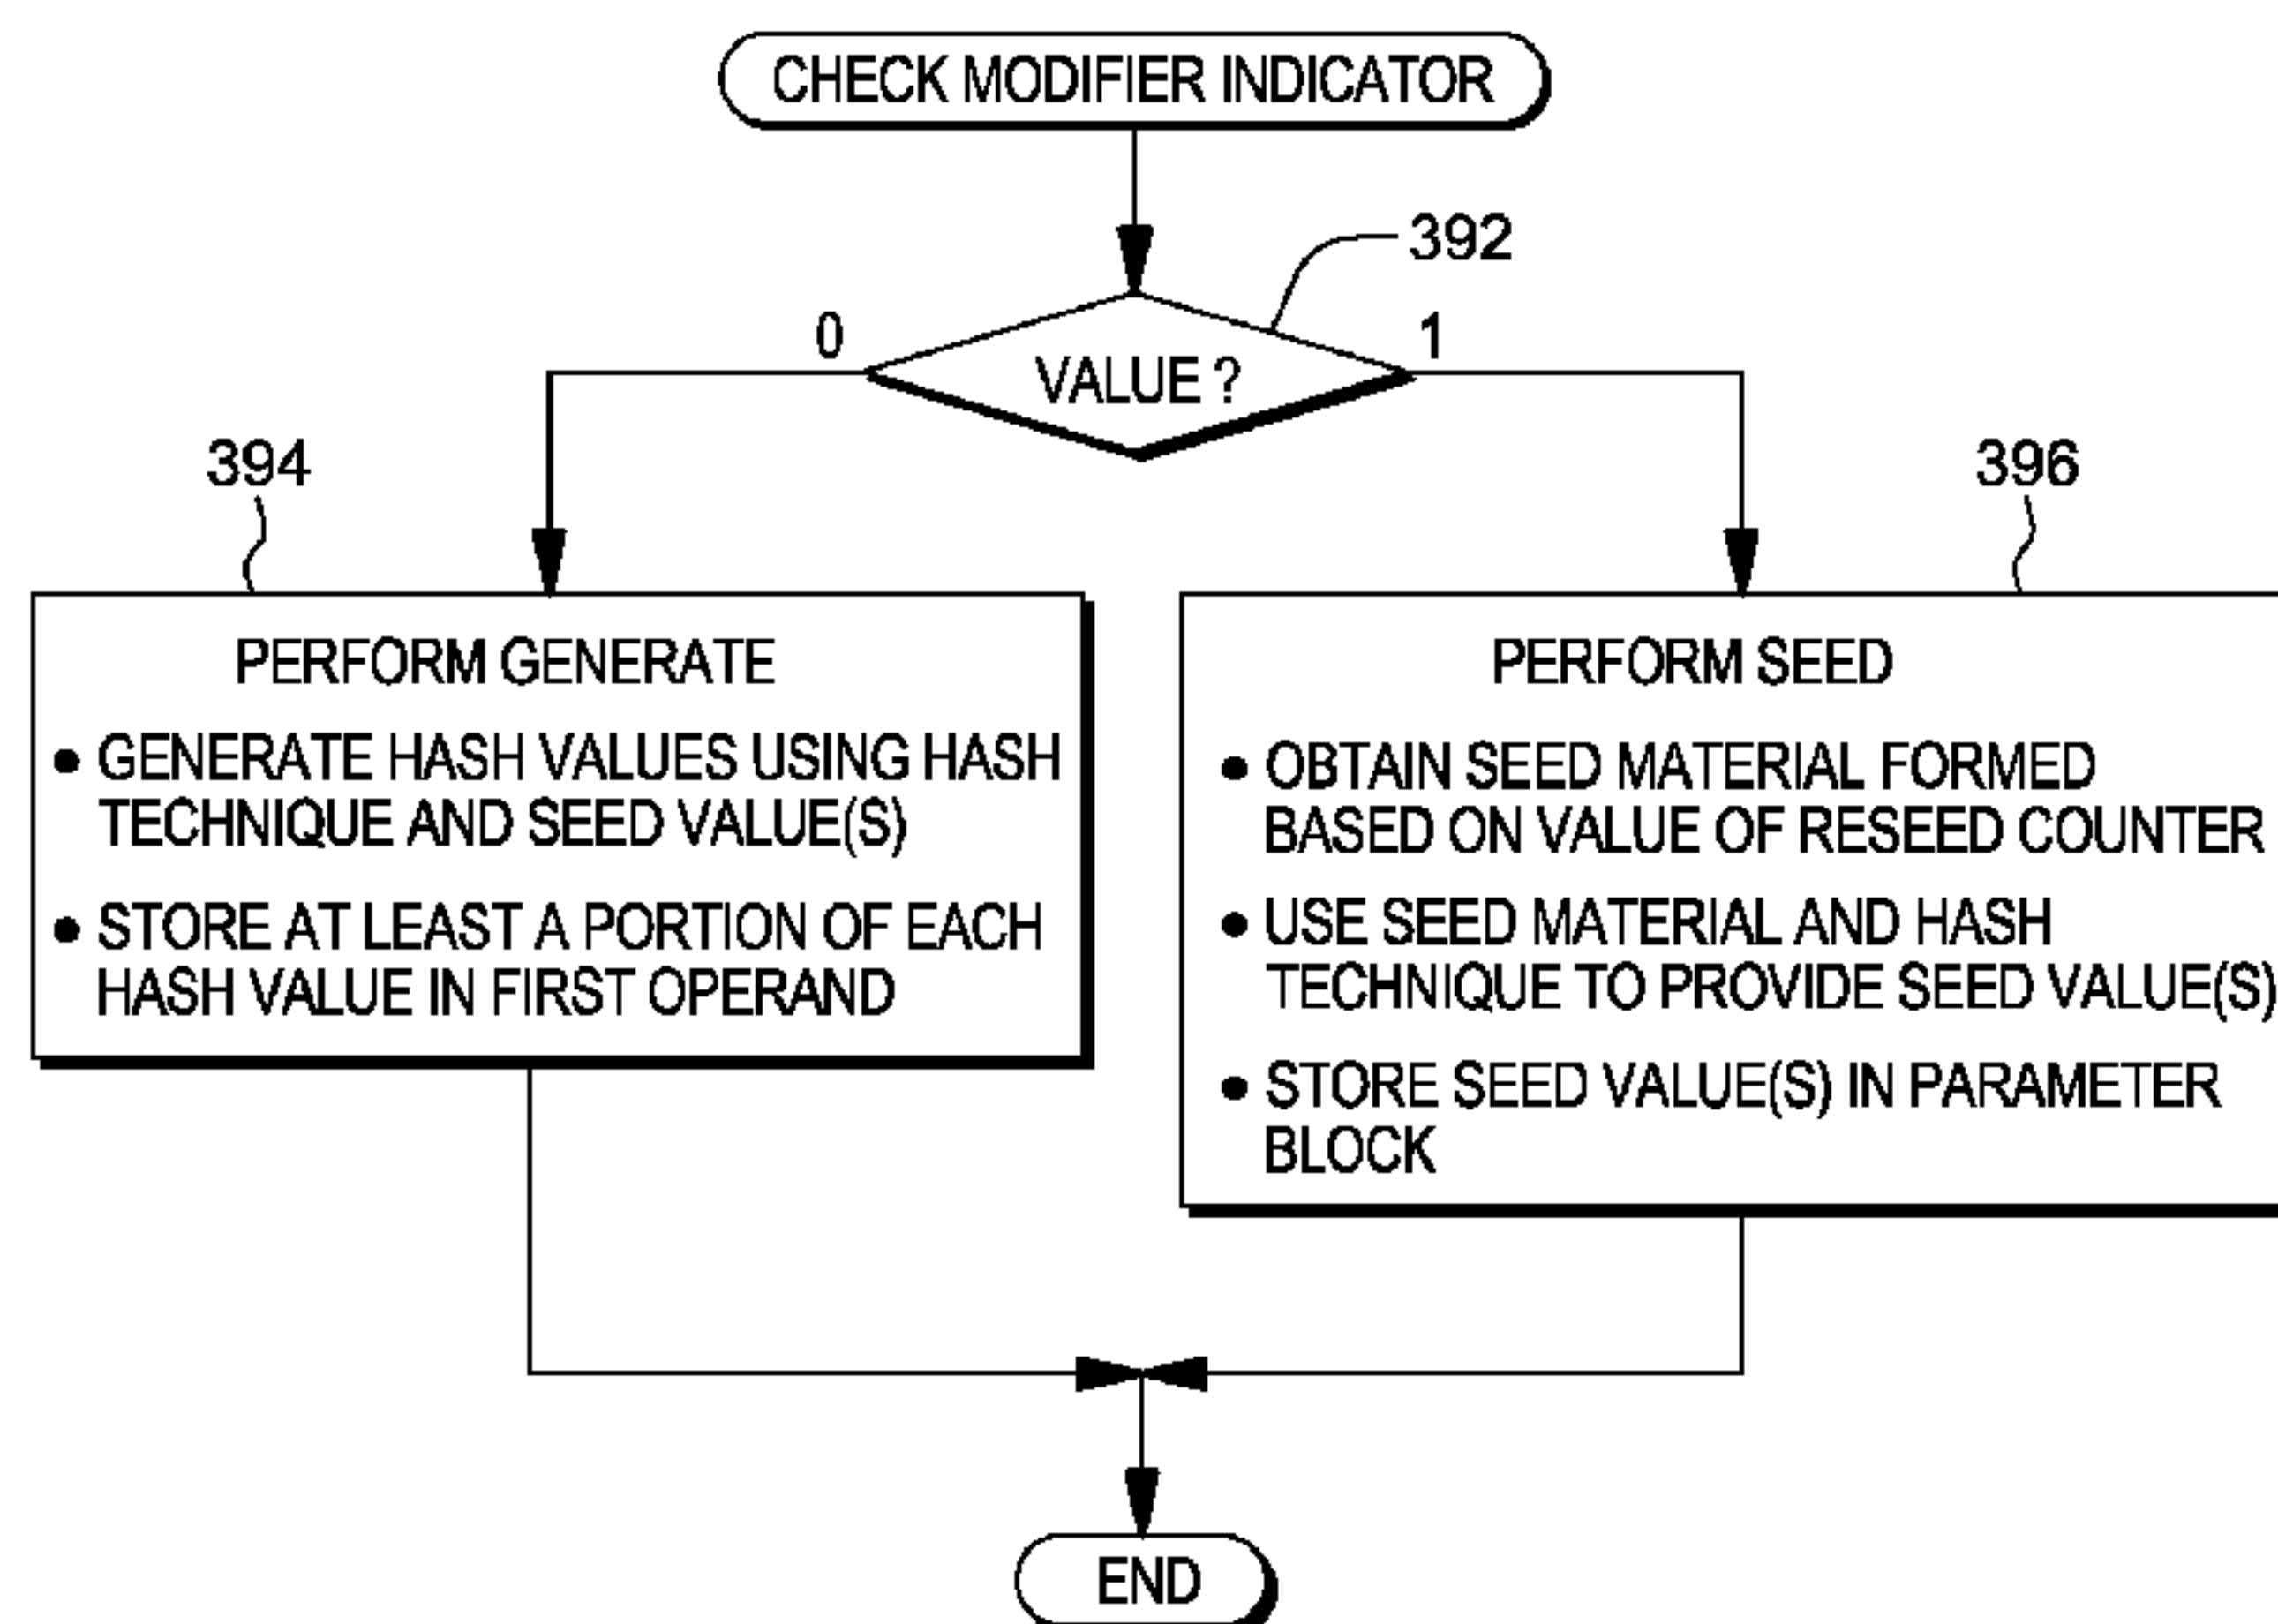 CHECK MODIFIER INDICATOR
392
0
1
VALUE ?
394
396
PERFORM GENERATE
● GENERATE HASH VALUES USING HASH
TECHNIQUE AND SEED VALUE(S)
● STORE AT LEAST A PORTION OF EACH
HASH VALUE IN FIRST OPERAND
PERFORM SEED
● OBTAIN SEED MATERIAL FORMED
BASED ON VALUE OF RESEED COUNTER
● USE SEED MATERIAL AND HASH
TECHNIQUE TO PROVIDE SEED VALUE(S)
● STORE SEED VALUE(S) IN PARAMETER
BLOCK
END